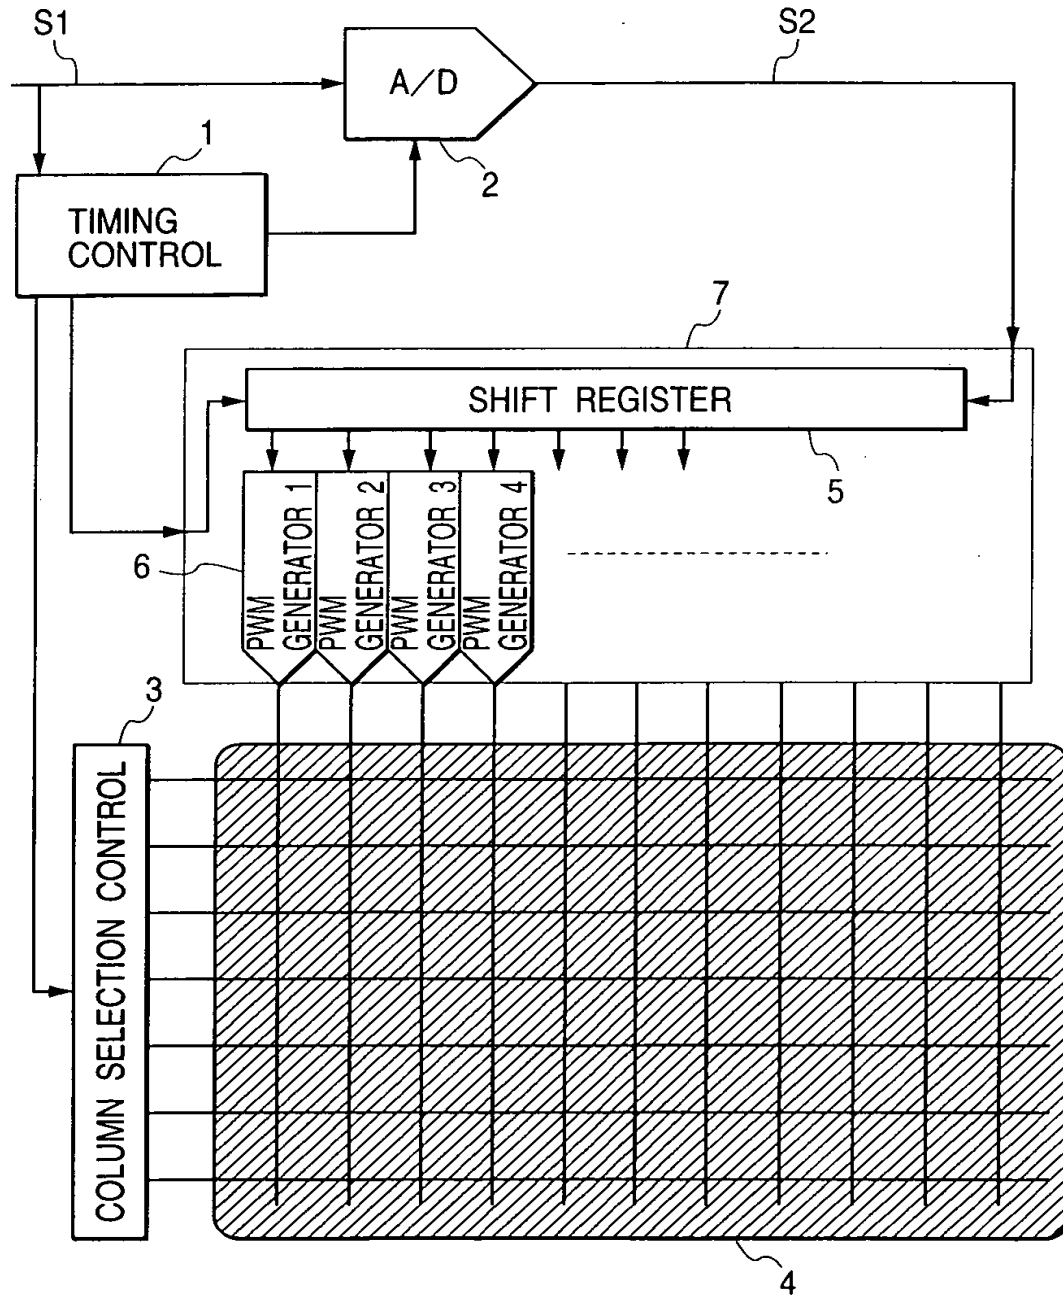 S1
S2
A/D
2
1
TIMING
CONTROL
7
SHIFT REGISTER
5
6
PWM
GENERATOR 1
PWM
GENERATOR 2
PWM
GENERATOR 3
PWM
GENERATOR 4
3
COLUMN SELECTION CONTROL
4